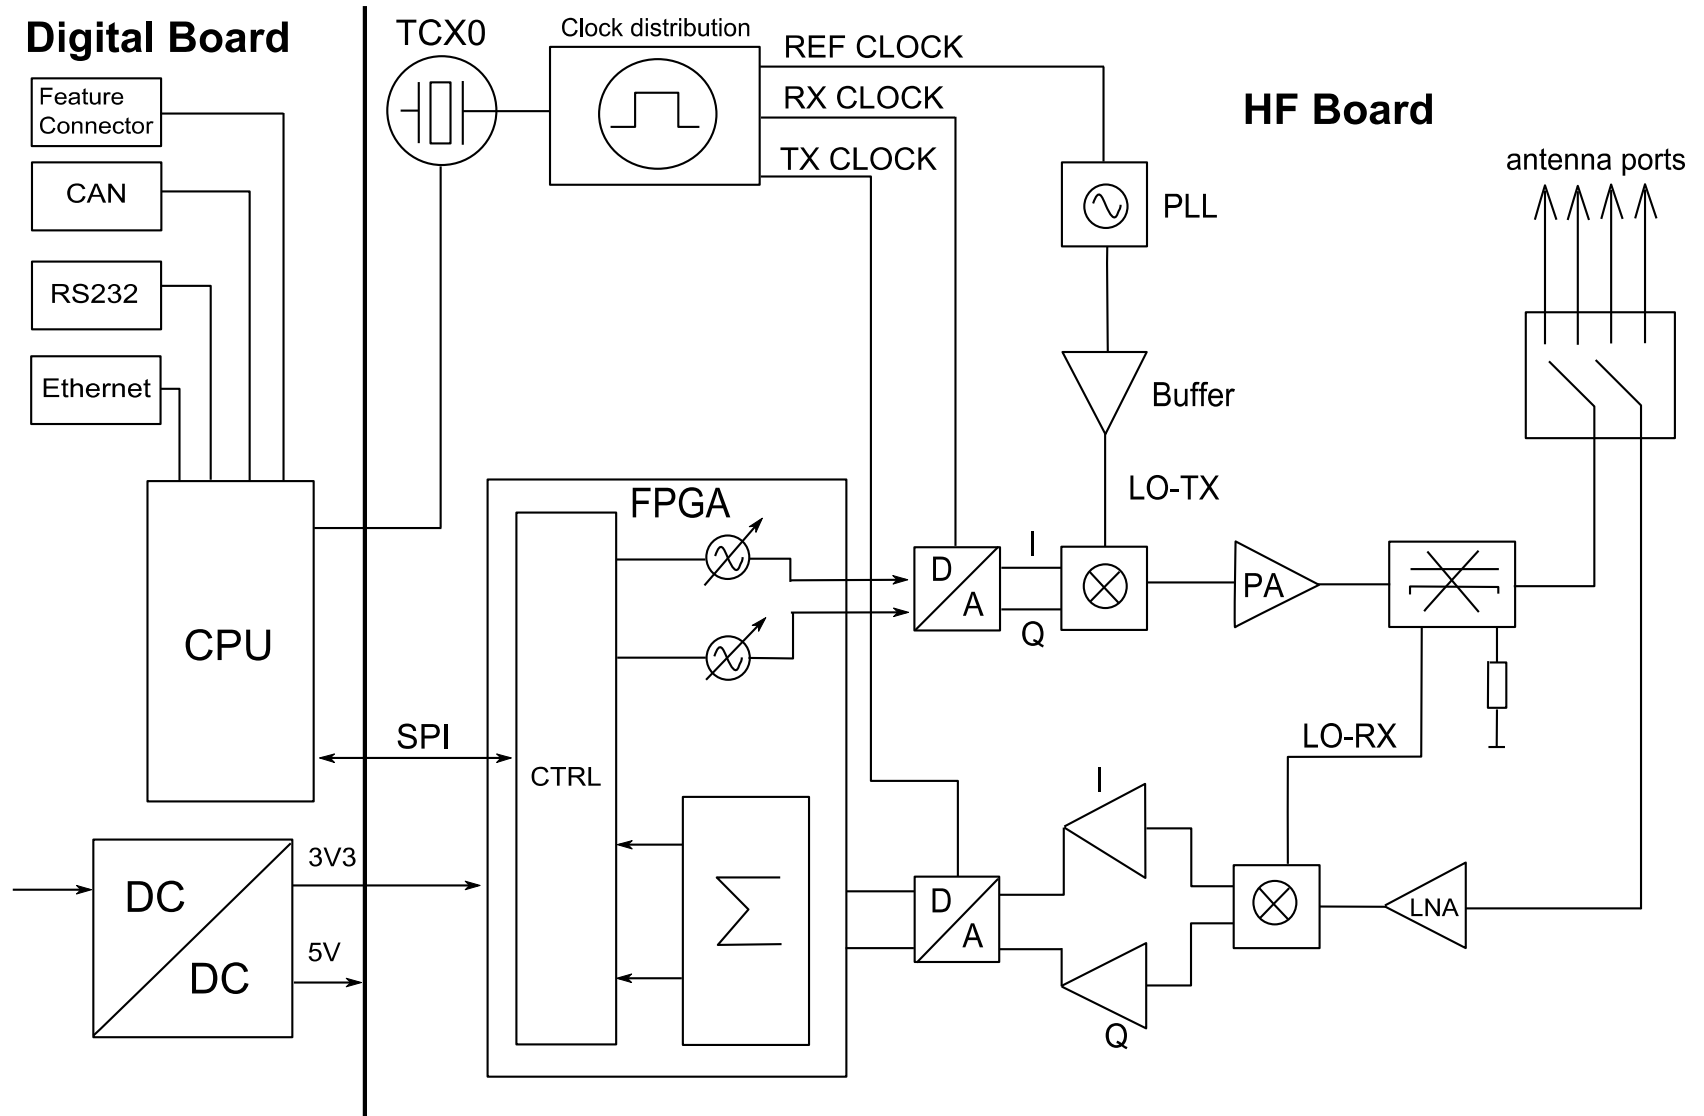 Digital Board
TCX0
Clock distribution
REF CLOCK
RX CLOCK
TX CLOCK
HF Board
antenna ports
Feature
Connector
CAN
RS232
Ethernet
PLL
Buffer
LO-TX
CPU
FPGA
CTRL
SPI
D
A
I
Q
PA
LO-RX
I
Q
D
A
LNA
DC
DC
3V3
5V